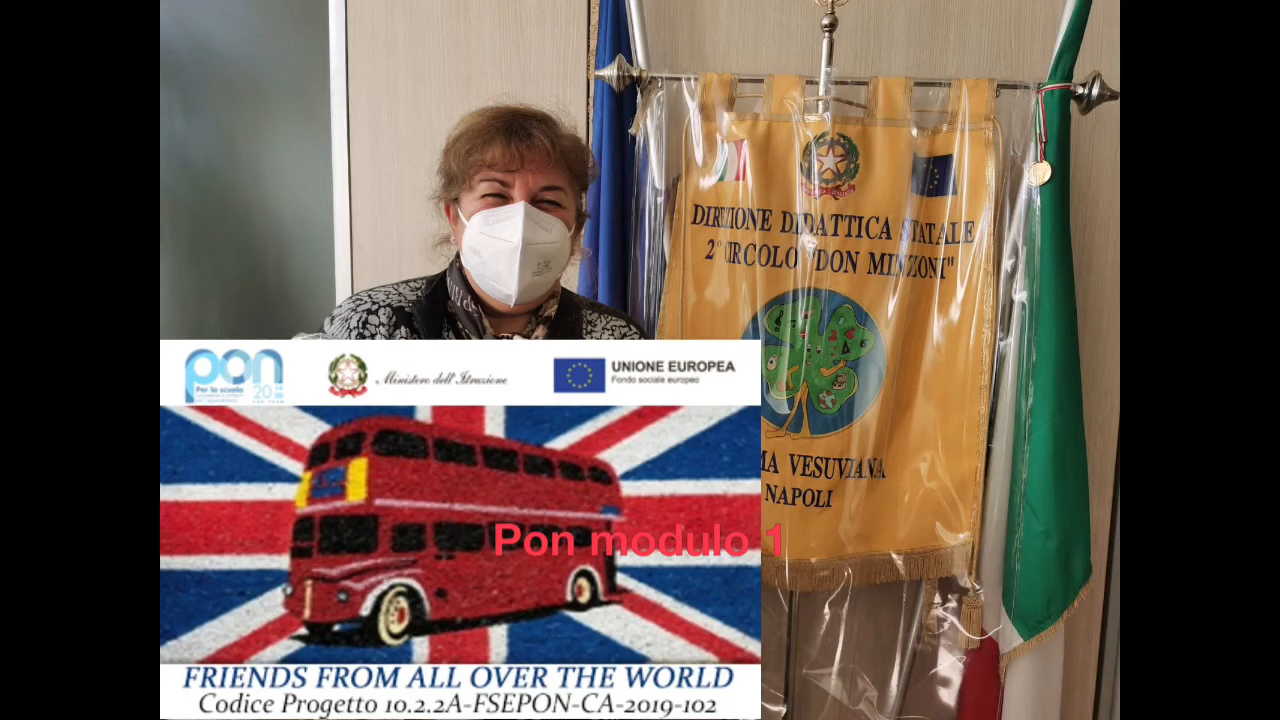 DIREZIONE DIDATTICA STATALE
2° CIRCOLO "DON MINZONI"
MA VESUVIANA
NAPOLI
pon
Per la scuola
20
Ministero dell'Istruzione
UNIONE EUROPEA
Fondo sociale europeo
Pon modulo 1
FRIENDS FROM ALL OVER THE WORLD
Codice Progetto 10.2.2A-FSEPON-CA-2019-102